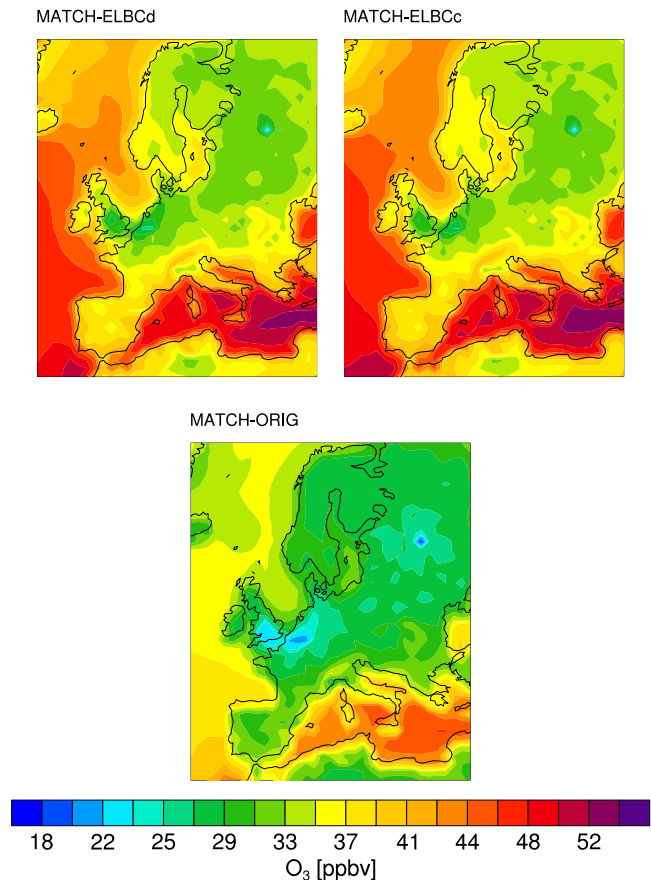 MATCH-ELBCd
MATCH-ELBCc
MATCH-ORIG
18 22 25 29 33 37 41 44 48 52
O3 [ppbv]